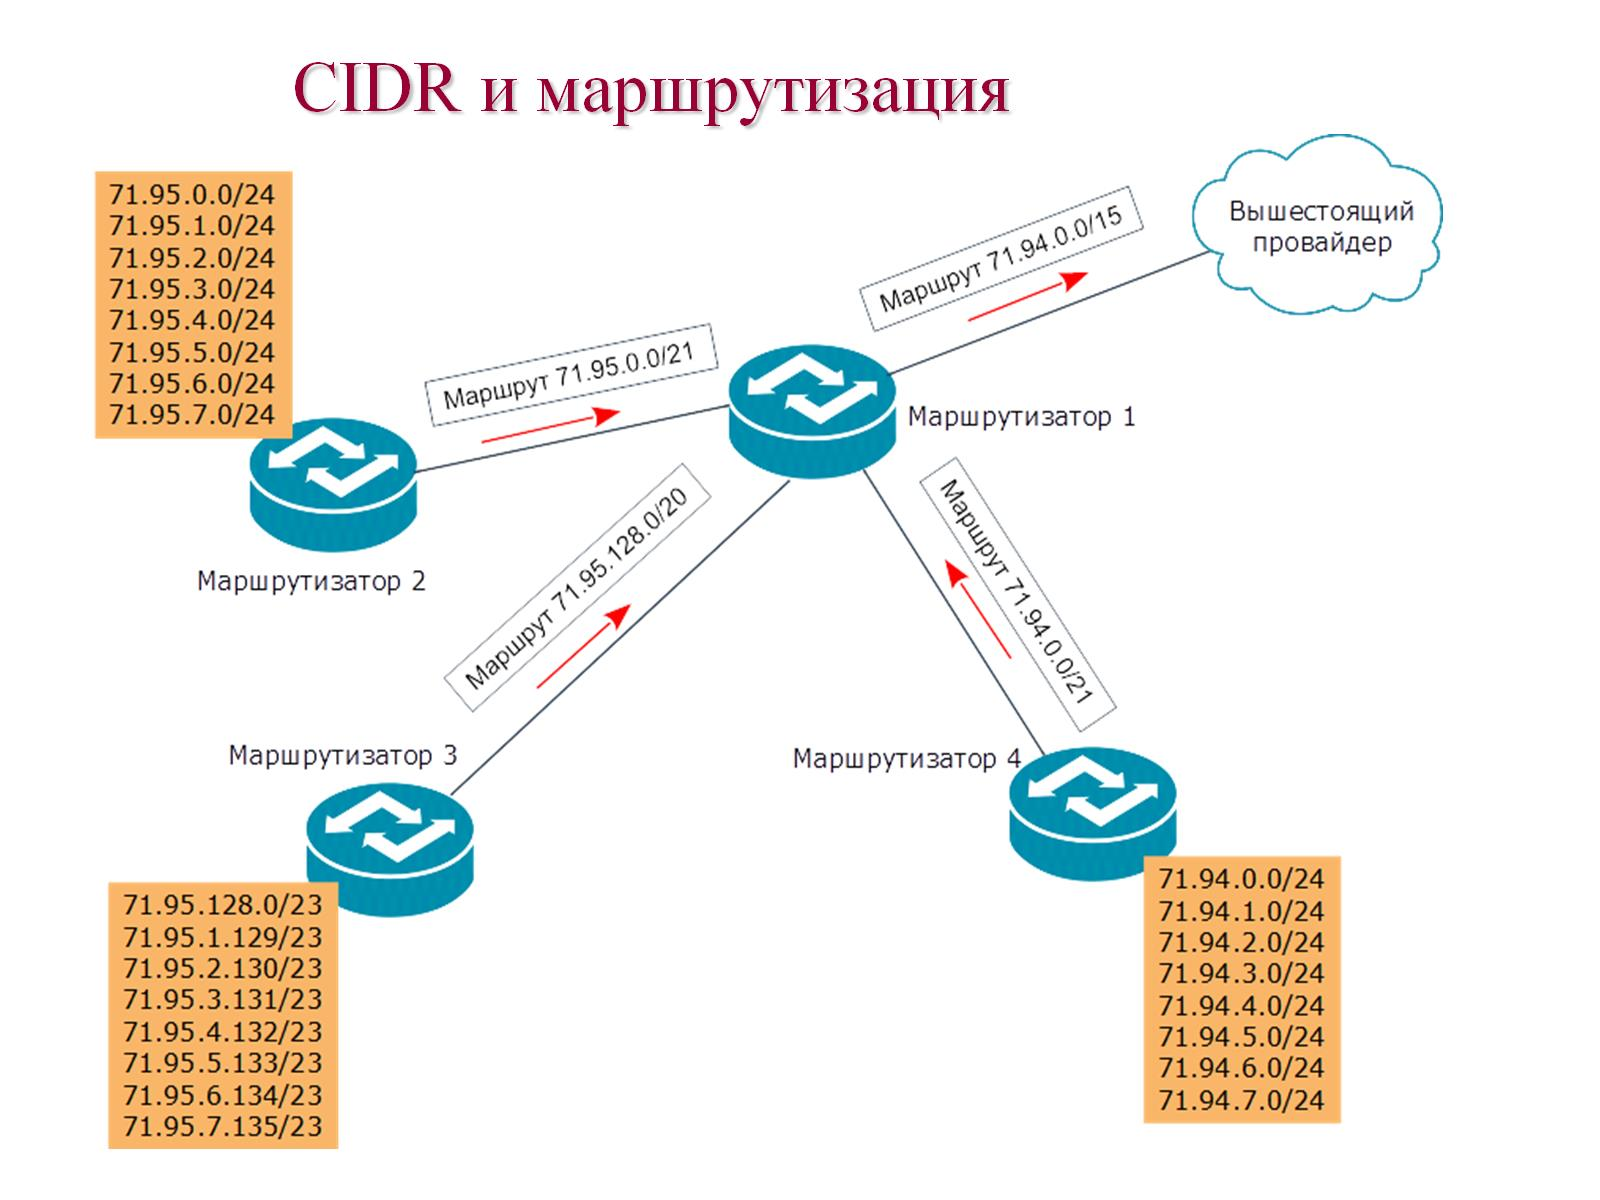 CIDR и маршрутизация
71.95.0.0/24
71.95.1.0/24
71.95.2.0/24
71.95.3.0/24
71.95.4.0/24
71.95.5.0/24
71.95.6.0/24
71.95.7.0/24
Маршрут 71.95.0.0/21
Маршрут 71.94.0.0/15
Вышестоящий
провайдер
Маршрутизатор 1
Маршрутизатор 2
Маршрут 71.95.128.0/20
Маршрут 71.94.0.0/21
Маршрутизатор 3
Маршрутизатор 4
71.95.128.0/23
71.95.1.129/23
71.95.2.130/23
71.95.3.131/23
71.95.4.132/23
71.95.5.133/23
71.95.6.134/23
71.95.7.135/23
71.94.0.0/24
71.94.1.0/24
71.94.2.0/24
71.94.3.0/24
71.94.4.0/24
71.94.5.0/24
71.94.6.0/24
71.94.7.0/24